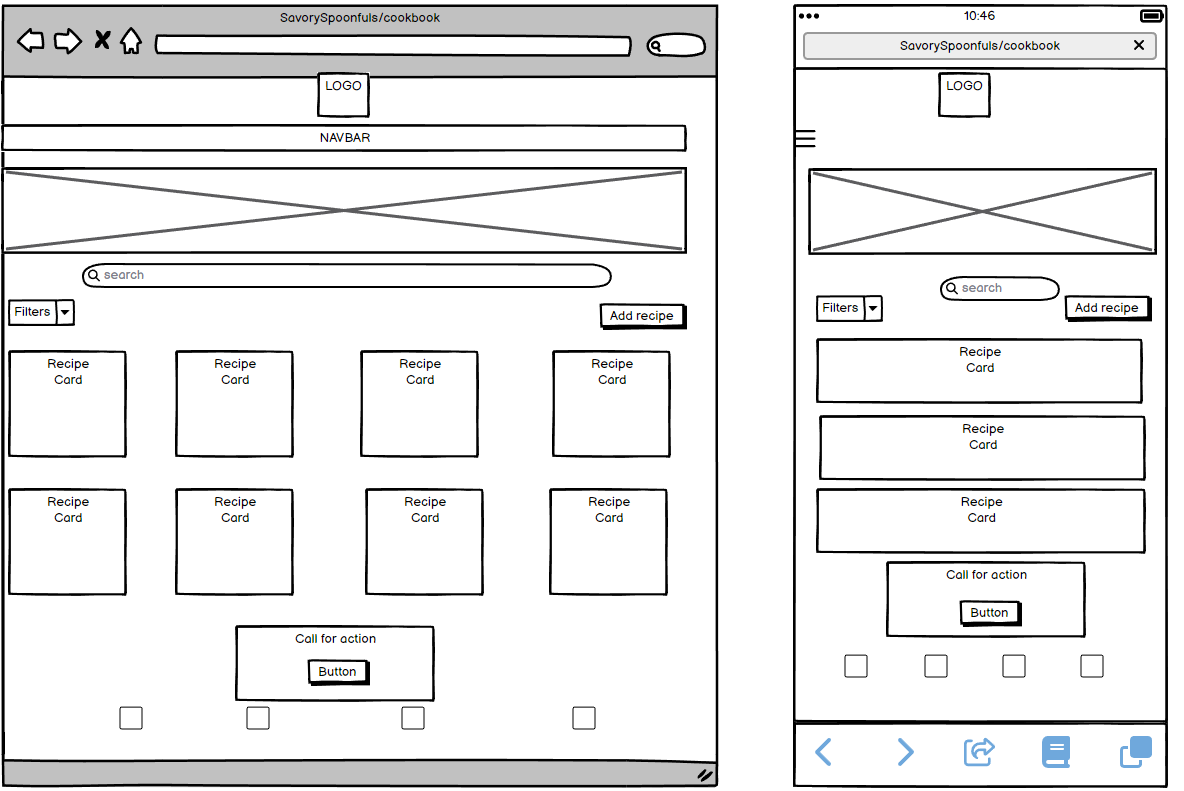 SavorySpoonfuls/cookbook
LOGO
NAVBAR
search
Filters
Add recipe
Recipe
Card
Recipe
Card
Recipe
Card
Recipe
Card
Recipe
Card
Recipe
Card
Recipe
Card
Recipe
Card
Call for action
Button
10:46
SavorySpoonfuls/cookbook
LOGO
search
Filters
Add recipe
Recipe
Card
Recipe
Card
Recipe
Card
Call for action
Button